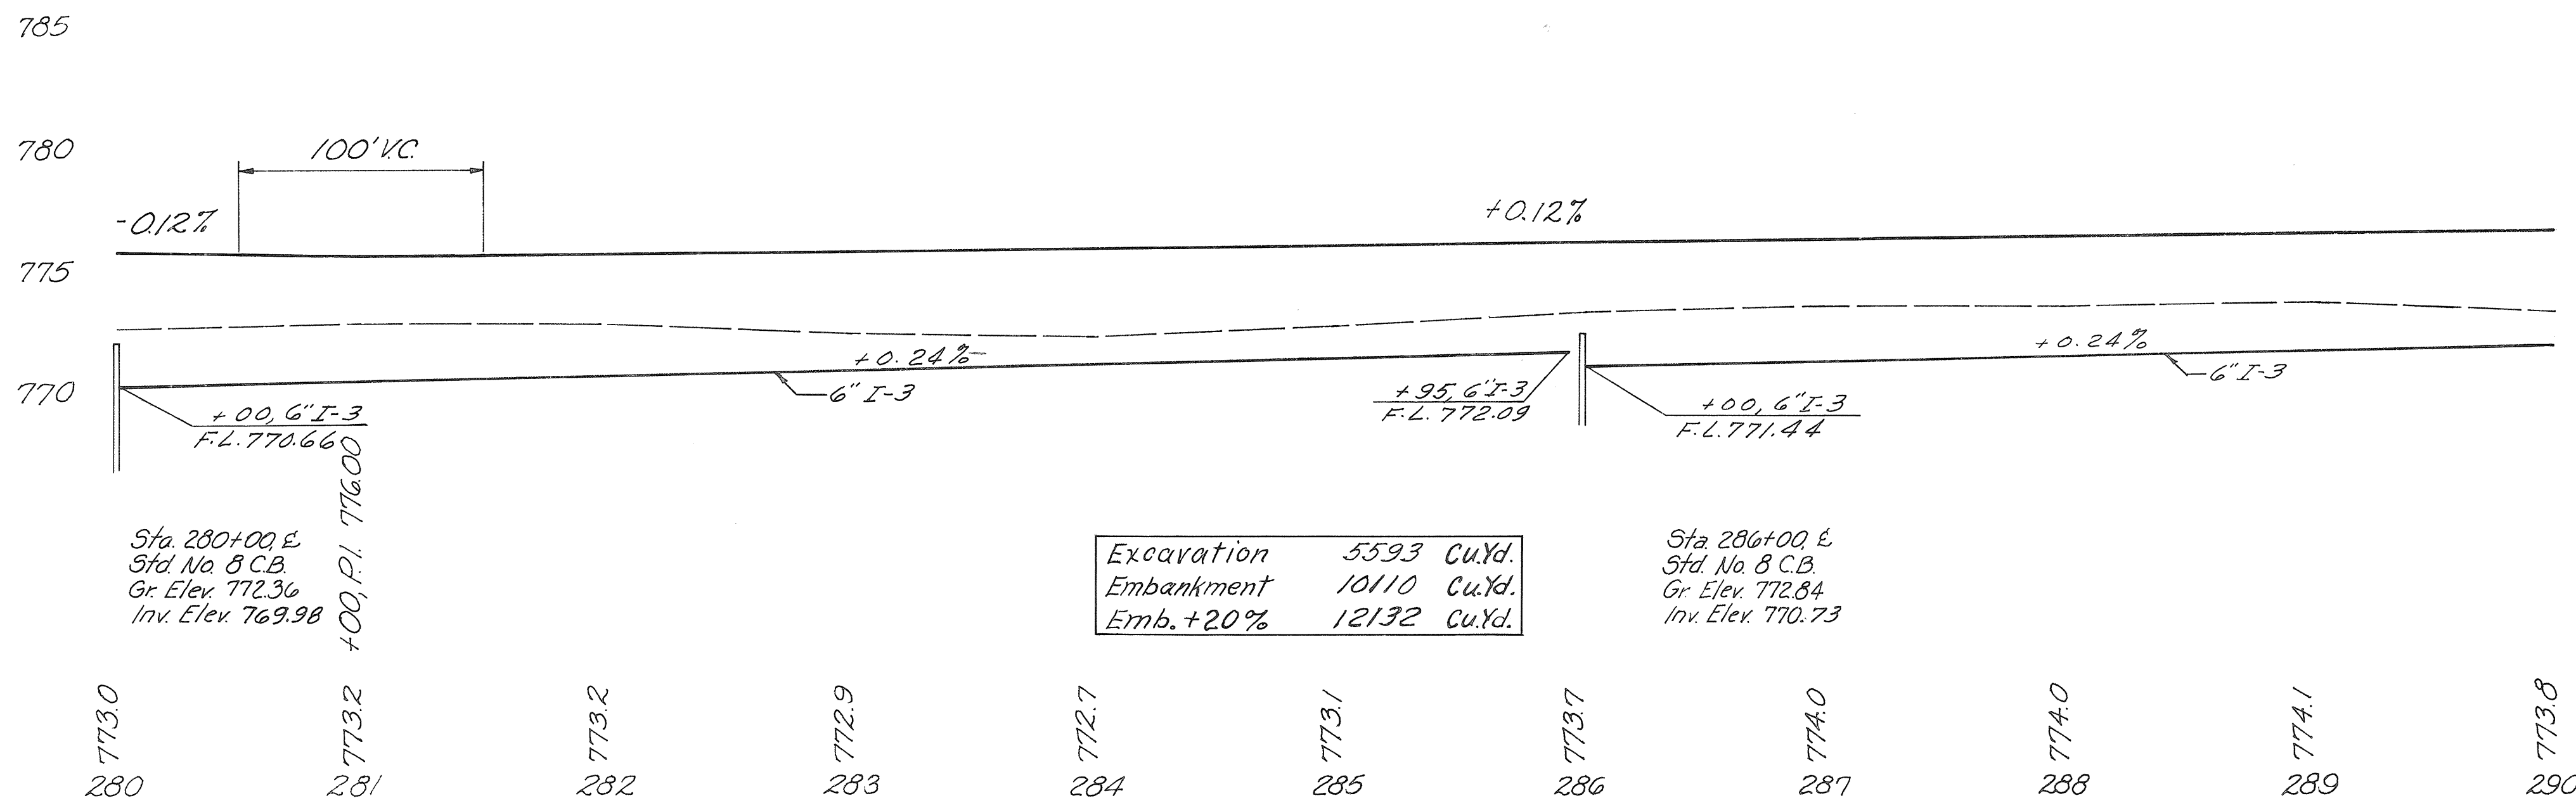 785
780
100' V.C.
-0.12%
+0.12%
775
+0.24%
+0.24%
770
6" I-3
6" I-3
+00, 6" I-3
F.L. 770.66
+95, 6" I-3
F.L. 772.09
+00, 6" I-3
F.L. 771.44
+00, P.I. 776.00
Sta. 280+00, ℄
Std. No. 8 C.B.
Gr. Elev. 772.36
Inv. Elev. 769.98
Excavation 5593 Cu.Yd.
Embankment 10110 Cu.Yd.
Emb. +20% 12132 Cu.Yd.
Sta. 286+00, ℄
Std. No. 8 C.B.
Gr. Elev. 772.84
Inv. Elev. 770.73
773.0 773.2 773.2 772.9 772.7 773.1 773.7 774.0 774.0 774.1 773.8
280 281 282 283 284 285 286 287 288 289 290